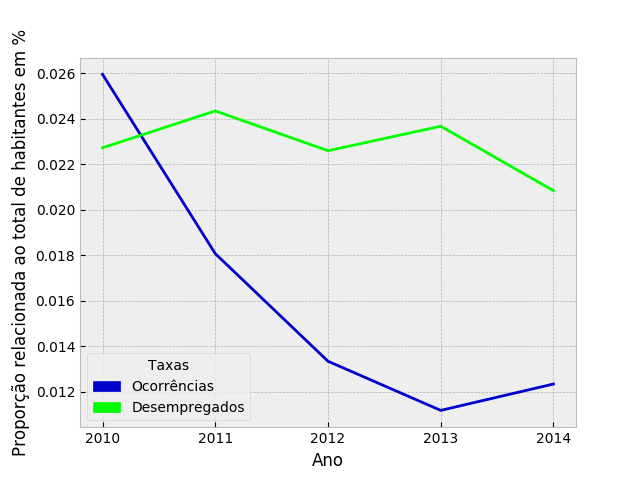 Proporção relacionada ao total de habitantes em %
0.026
0.024
0.022
0.020
0.018
0.016
0.014
0.012
Taxas
Ocorrências
Desempregados
2010 2011 2012 2013 2014
Ano